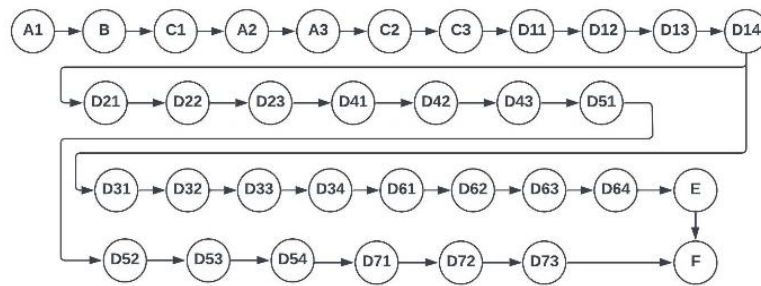 A1 B C1 A2 A3 C2 C3 D11 D12 D13 D14
D21 D22 D23 D41 D42 D43 D51
D31 D32 D33 D34 D61 D62 D63 D64 E
D52 D53 D54 D71 D72 D73 F